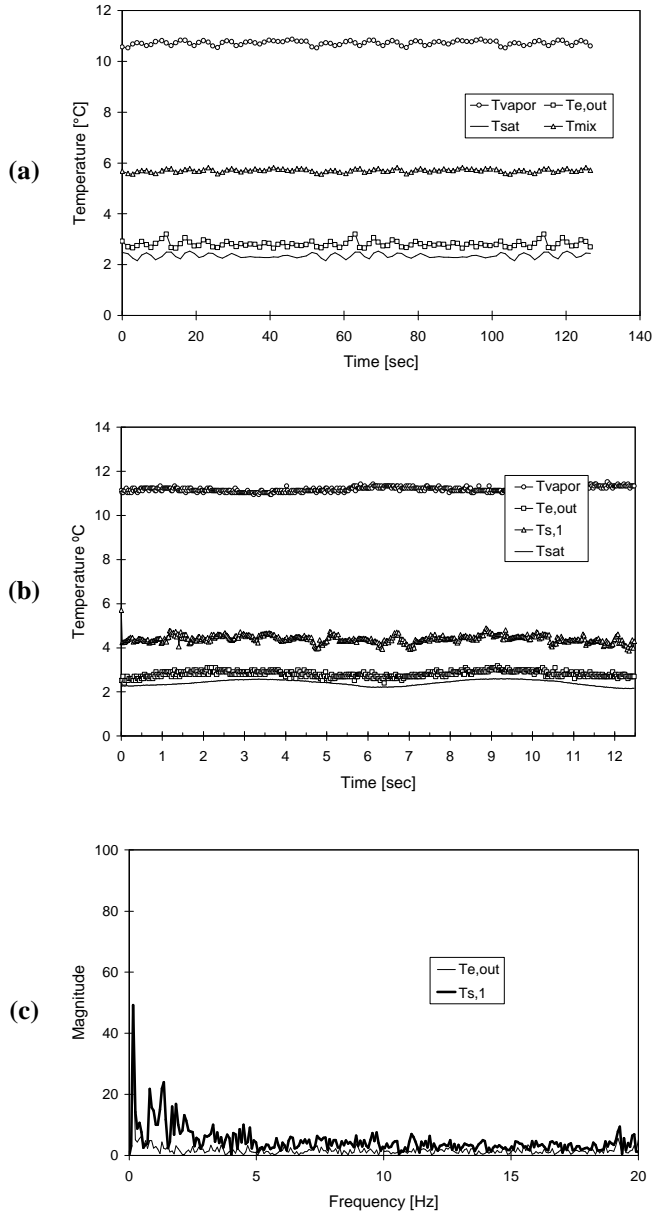 (a)
Temperature [°C]
12
10
8
6
4
2
0
Tvapor Te,out
Tsat Tmix
0 20 40 60 80 100 120 140
Time [sec]
(b)
Temperature ºC
14
12
10
8
6
4
2
0
Tvapor
Te,out
Ts,1
Tsat
0 1 2 3 4 5 6 7 8 9 10 11 12
Time [sec]
(c)
Magnitude
100
80
60
40
20
0
Te,out
Ts,1
0 5 10 15 20
Frequency [Hz]